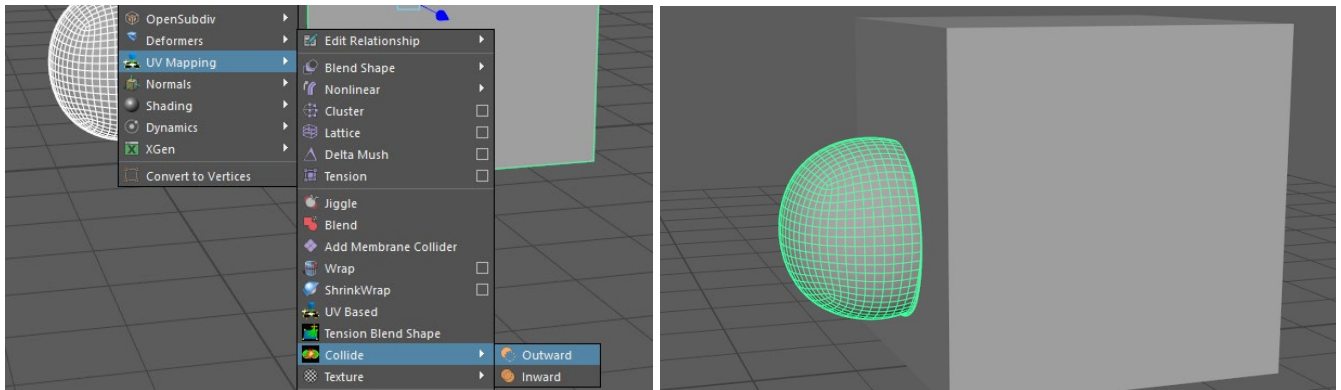 OpenSubdiv
Deformers
UV Mapping
Normals
Shading
Dynamics
XGen
Convert to Vertices
Edit Relationship
Blend Shape
Nonlinear
Cluster
Lattice
Delta Mush
Tension
Jiggle
Blend
Add Membrane Collider
Wrap
ShrinkWrap
UV Based
Tension Blend Shape
Collide
Texture
Outward
Inward